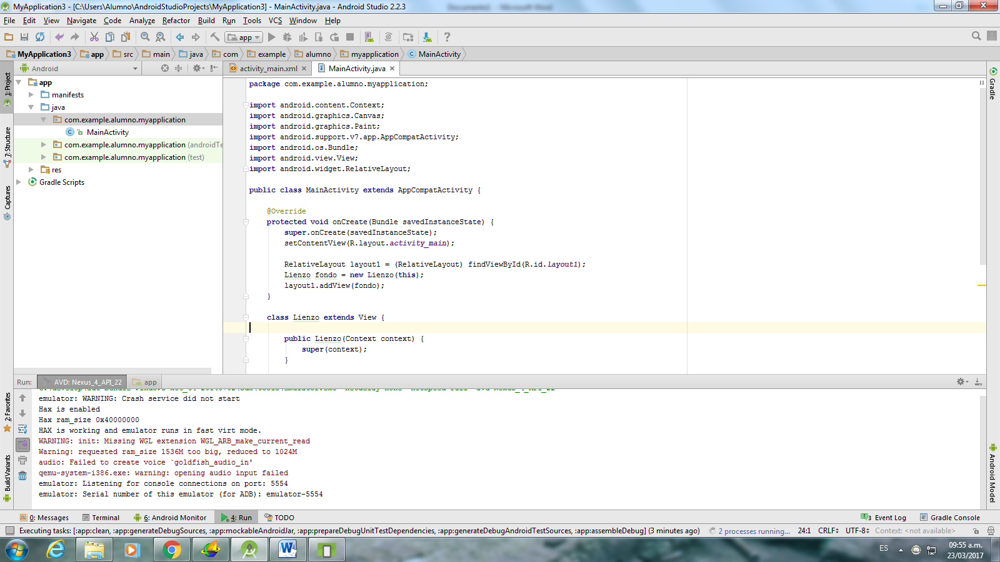 MyApplication3 - [C:\Users\Alumno\AndroidStudioProjects\MyApplication3] - MainActivity.java - Android Studio 2.2.3
File Edit View Navigate Code Analyze Refactor Build Run Tools VCS Window Help
app
MyApplication3 app src main java com example alumno myapplication MainActivity
Android
activity_main.xml
MainActivity.java
1: Project
7: Structure
Captures
2: Favorites
Build Variants
app
manifests
java
com.example.alumno.myapplication
MainActivity
com.example.alumno.myapplication (androidTe
com.example.alumno.myapplication (test)
res
Gradle Scripts
package com.example.alumno.myapplication;
import android.content.Context;
import android.graphics.Canvas;
import android.graphics.Paint;
import android.support.v7.app.AppCompatActivity;
import android.os.Bundle;
import android.view.View;
import android.widget.RelativeLayout;
public class MainActivity extends AppCompatActivity {
@Override
protected void onCreate(Bundle savedInstanceState) {
super.onCreate(savedInstanceState);
setContentView(R.layout.activity_main);
RelativeLayout layout1 = (RelativeLayout) findViewById(R.id.layout1);
Lienzo fondo = new Lienzo(this);
layout1.addView(fondo);
}
class Lienzo extends View {
public Lienzo(Context context) {
super(context);
}
Gradle
Android Model
Run: AVD: Nexus_4_API_22 app
emulator: WARNING: Crash service did not start
Hax is enabled
Hax ram_size 0x40000000
HAX is working and emulator runs in fast virt mode.
WARNING: init: Missing WGL extension WGL_ARB_make_current_read
Warning: requested ram_size 1536M too big, reduced to 1024M
audio: Failed to create voice `goldfish_audio_in'
qemu-system-i386.exe: warning: opening audio input failed
emulator: Listening for console connections on port: 5554
emulator: Serial number of this emulator (for ADB): emulator-5554
0: Messages Terminal 6: Android Monitor 4: Run TODO 3 Event Log Gradle Console
Executing tasks: [:app:clean, :app:generateDebugSources, :app:mockableAndroidJar, :app:prepareDebugUnitTestDependencies, :app:generateDebugAndroidTestSources, :app:assembleDebug] (3 minutes ago) 2 processes running... 24:1 CRLF UTF-8 Context: <not available>
ES
09:55 a.m.
23/03/2017